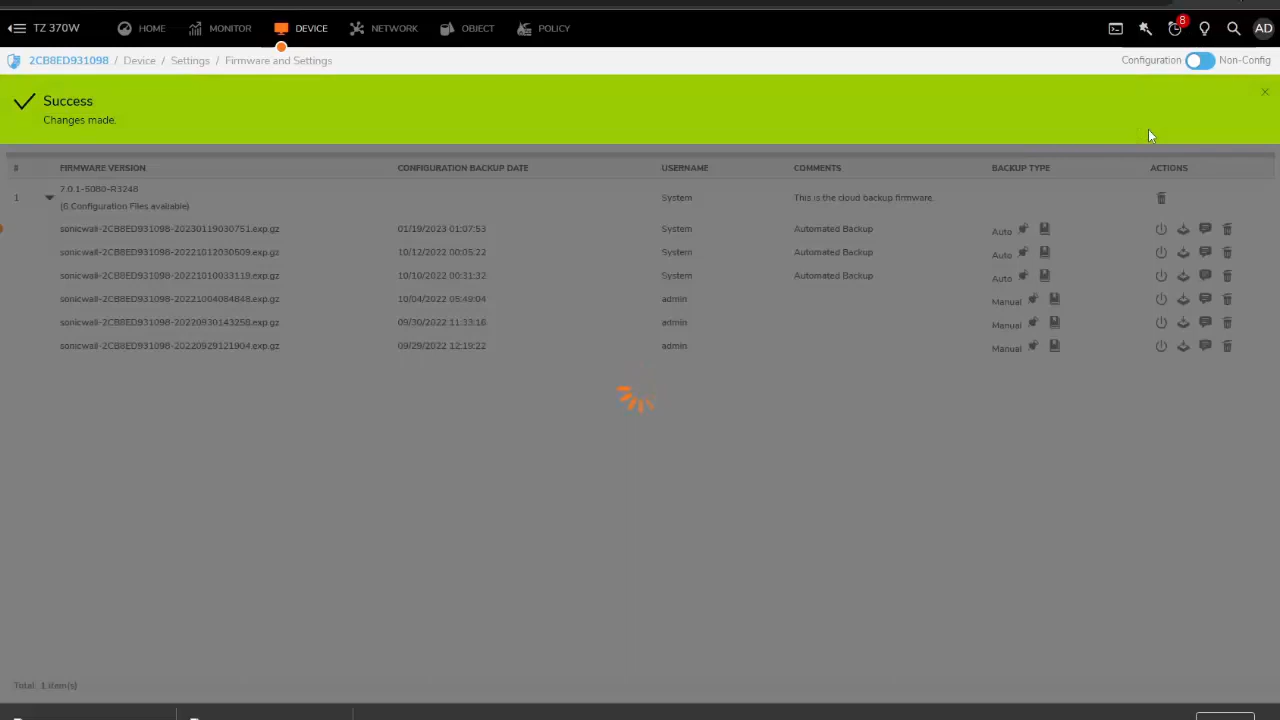 TZ 370W HOME MONITOR DEVICE NETWORK OBJECT POLICY 8 AD
2CB8ED931098 / Device / Settings / Firmware and Settings Configuration Non-Config
Success
Changes made.
# FIRMWARE VERSION CONFIGURATION BACKUP DATE USERNAME COMMENTS BACKUP TYPE ACTIONS
7.0.1-5080-R3248
1 (6 Configuration Files available) System This is the cloud backup firmware.
sonicwall-2CB8ED931098-20230119030751.exp.gz 01/19/2023 01:07:53 System Automated Backup Auto
sonicwall-2CB8ED931098-20221012030509.exp.gz 10/12/2022 00:05:22 System Automated Backup Auto
sonicwall-2CB8ED931098-20221010033118.exp.gz 10/10/2022 00:31:32 System Automated Backup Auto
sonicwall-2CB8ED931098-20221004084848.exp.gz 10/04/2022 05:49:04 admin Manual
sonicwall-2CB8ED931098-20220930143258.exp.gz 09/30/2022 11:33:16 admin Manual
sonicwall-2CB8ED931098-20220929121904.exp.gz 09/29/2022 12:19:22 admin Manual
Total: 1 item(s)